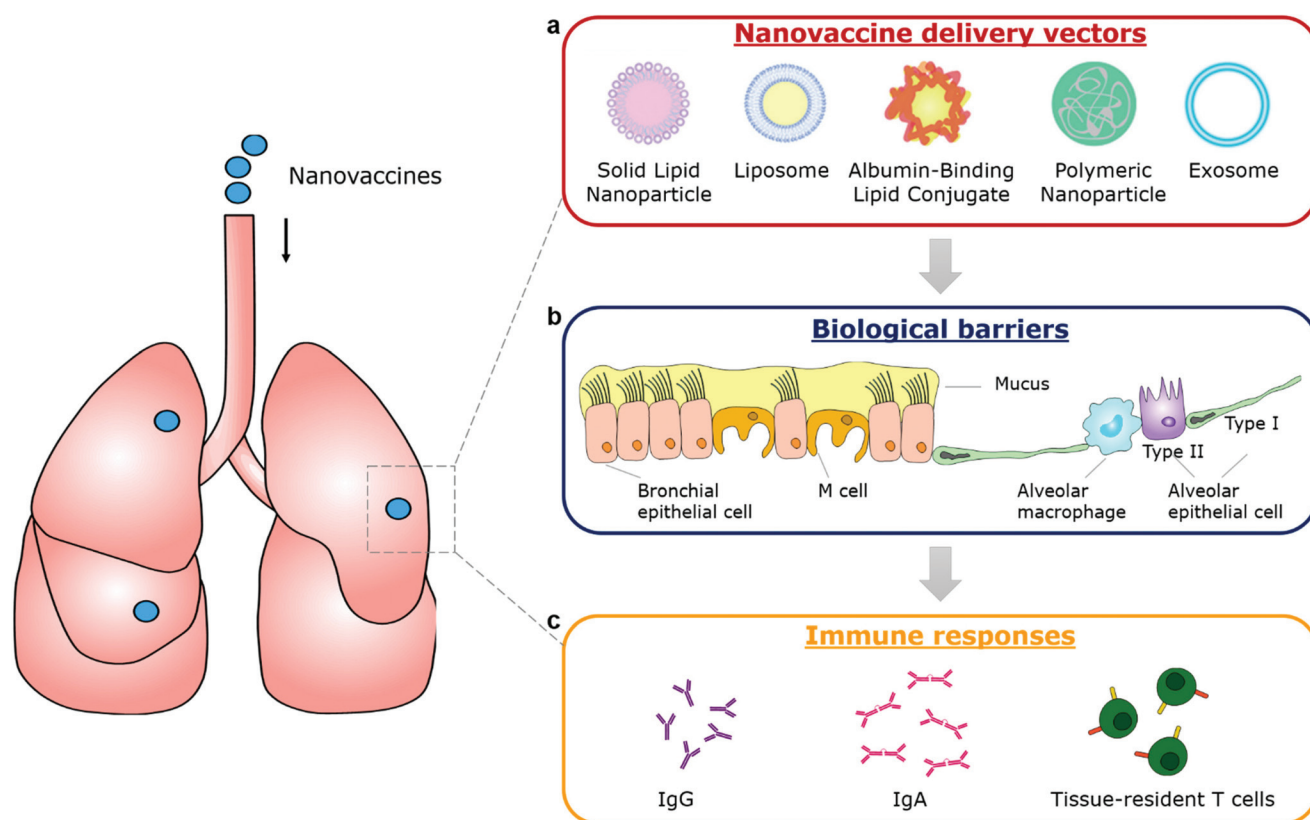 Nanovaccines
a
Nanovaccine delivery vectors
Solid Lipid
Nanoparticle
Liposome
Albumin-Binding
Lipid Conjugate
Polymeric
Nanoparticle
Exosome
b
Biological barriers
Mucus
Type I
Type II
Bronchial
epithelial cell
M cell
Alveolar
macrophage
Alveolar
epithelial cell
c
Immune responses
IgG
IgA
Tissue-resident T cells